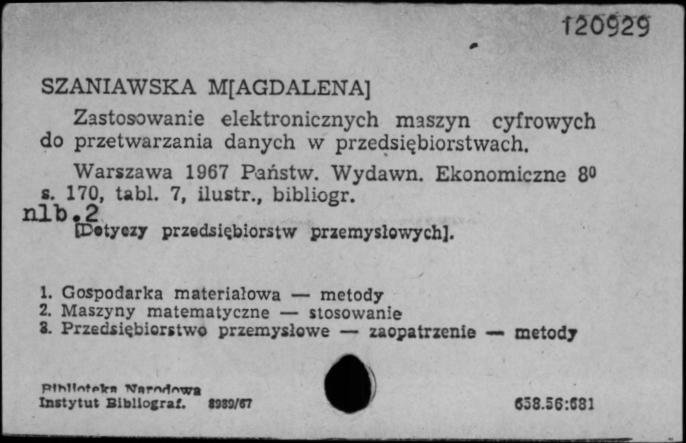 120929
SZANIAWSKA M[AGDALENA]
Zastosowanie elektronicznych maszyn cyfrowych
do przetwarzania danych w przedsiębiorstwach.
Warszawa 1967 Państw. Wydawn. Ekonomiczne 8⁰
s. 170, tabl. 7, ilustr., bibliogr.
nlb.2
[Dotyczy przedsiębiorstw przemysłowych].
1. Gospodarka materiałowa — metody
2. Maszyny matematyczne — stosowanie
3. Przedsiębiorstwo przemysłowe — zaopatrzenie — metody
Biblioteka Narodowa
Instytut Bibliograf. 8989/67
658.56:681